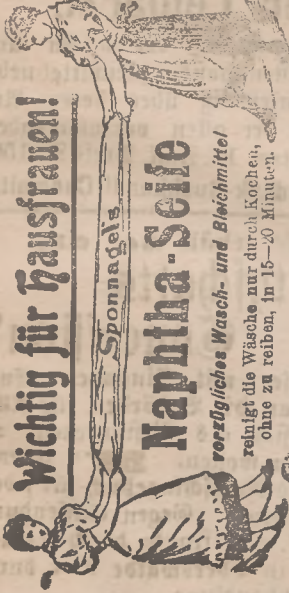 Wichtig für Hausfrauen!
Sponnagels
Naphtha-Seife
vorzügliches Wasch- und Bleichmittel
reinigt die Wäsche nur durch Kochen,
ohne zu reiben, in 15—20 Minuten.